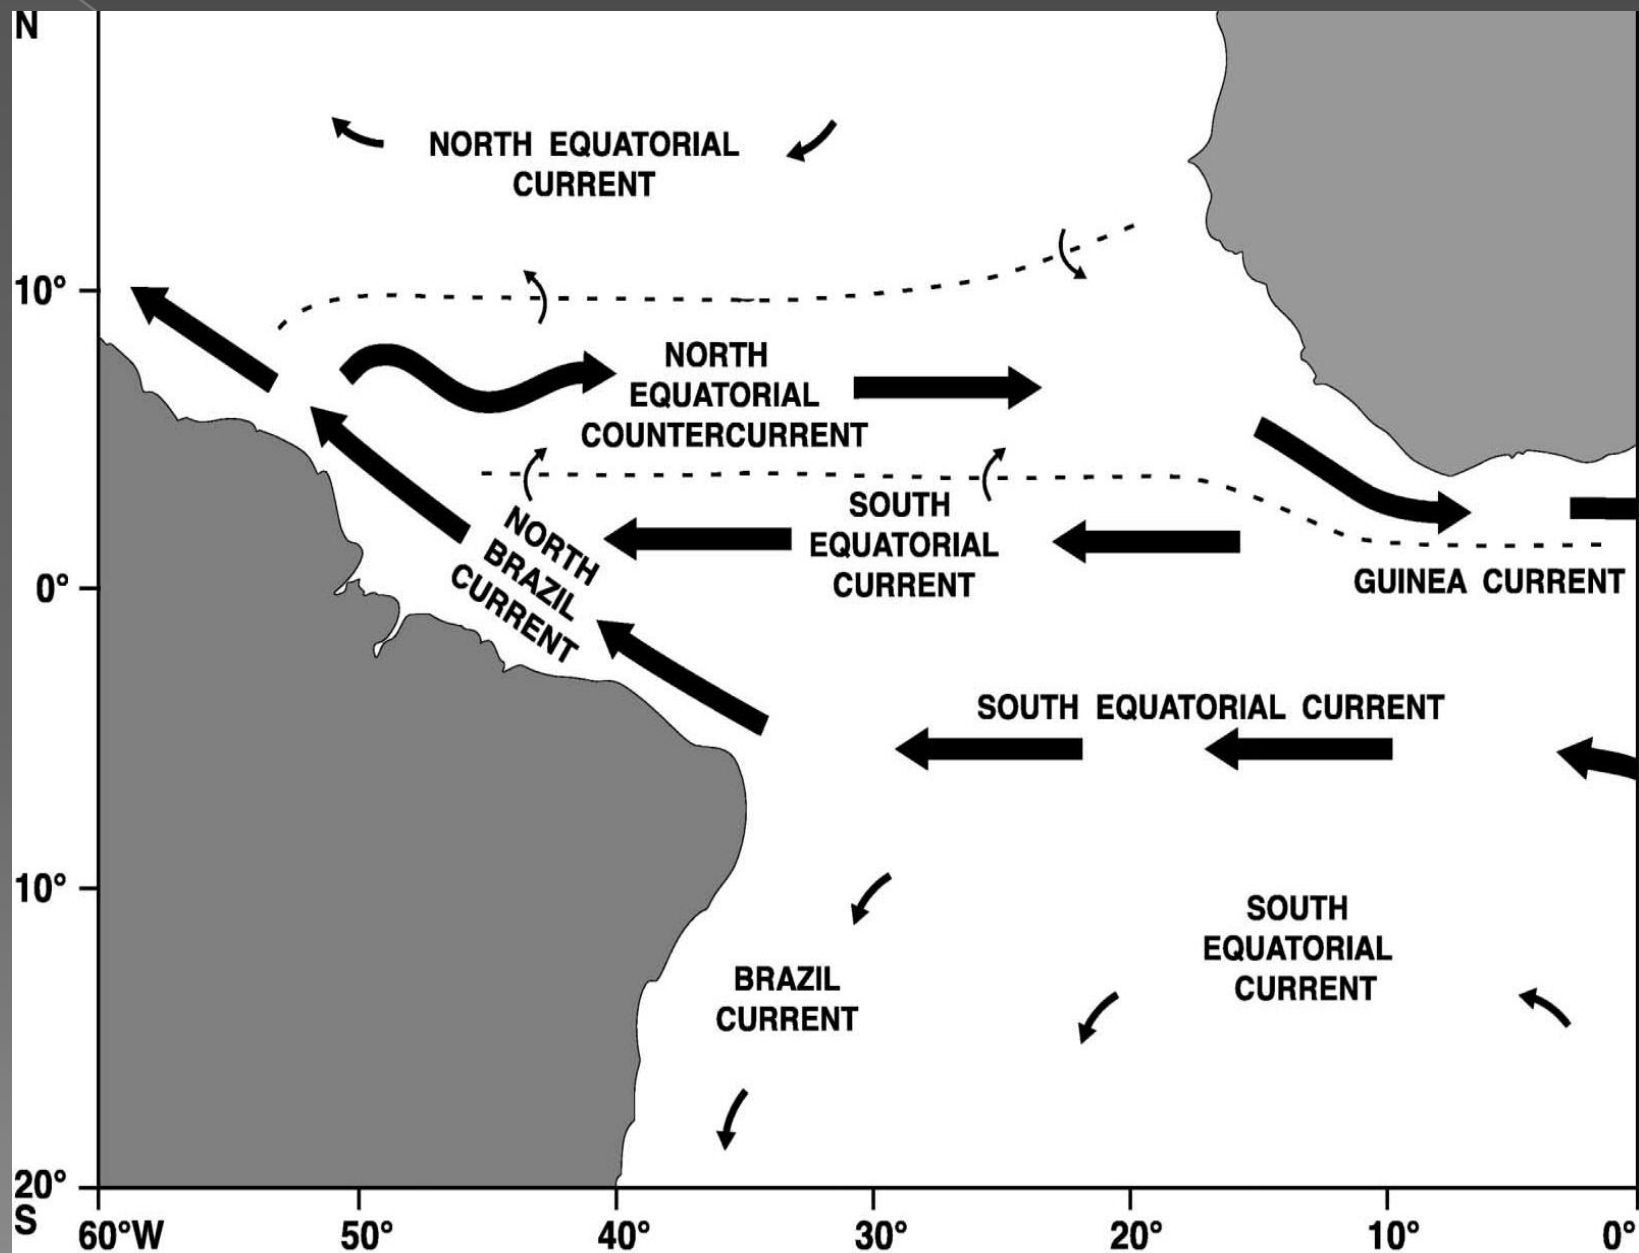 N
NORTH EQUATORIAL
CURRENT
10°
NORTH
EQUATORIAL
COUNTERCURRENT
SOUTH
EQUATORIAL
CURRENT
NORTH
BRAZIL
CURRENT
0°
GUINEA CURRENT
SOUTH EQUATORIAL CURRENT
10°
SOUTH
EQUATORIAL
CURRENT
BRAZIL
CURRENT
20°
S
60°W 50° 40° 30° 20° 10° 0°